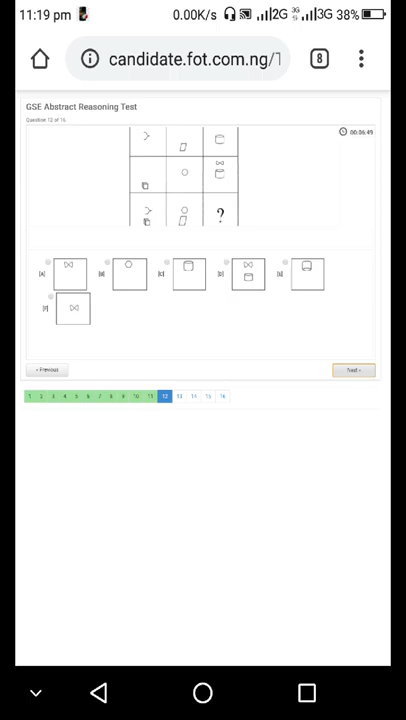 11:19 pm 0.00K/s 2G 3G 3G 38%
candidate.fot.com.ng/1 8
GSE Abstract Reasoning Test
Question 12 of 16
00:06:49
?
[A] [B] [C] [D] [E]
[F]
« Previous Next »
1 2 3 4 5 6 7 8 9 10 11 12 13 14 15 16